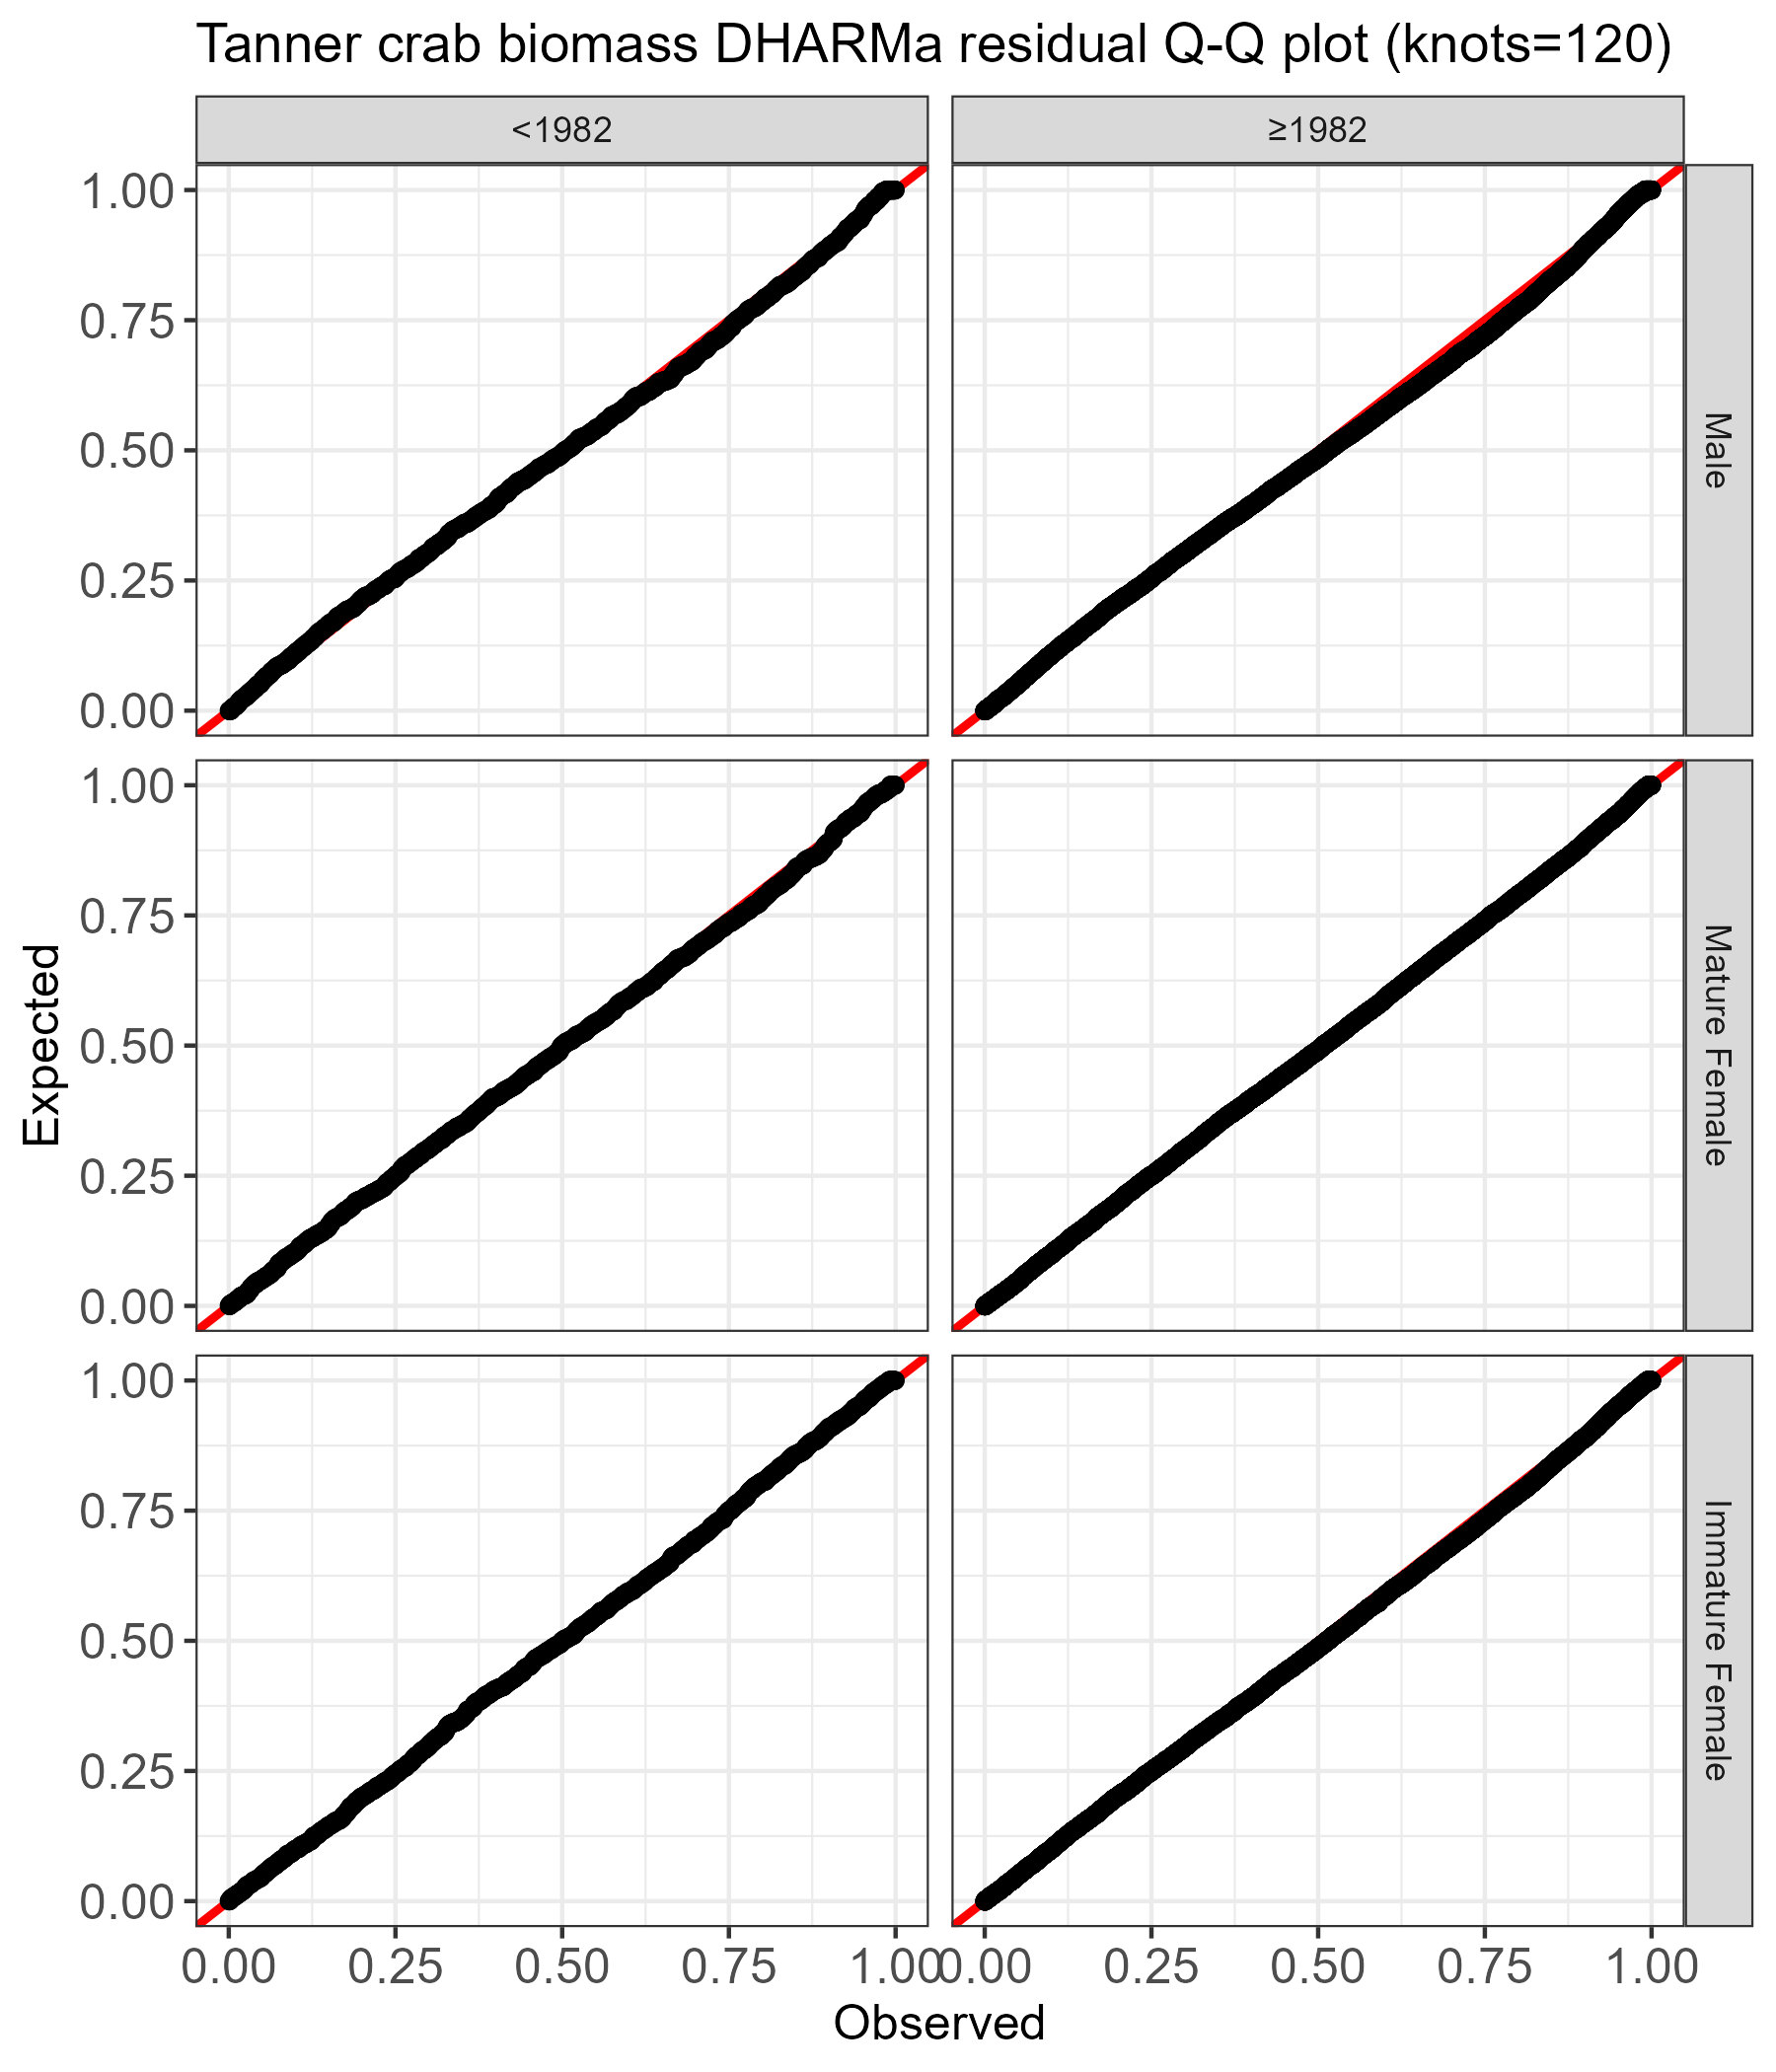 Tanner crab biomass DHARMa residual Q-Q plot (knots=120)
<1982
≥1982
1.00
0.75
0.50
0.25
0.00
Male
1.00
0.75
0.50
0.25
0.00
Mature Female
Expected
1.00
0.75
0.50
0.25
0.00
Immature Female
0.00 0.25 0.50 0.75 1.00 0.00 0.25 0.50 0.75 1.00
Observed